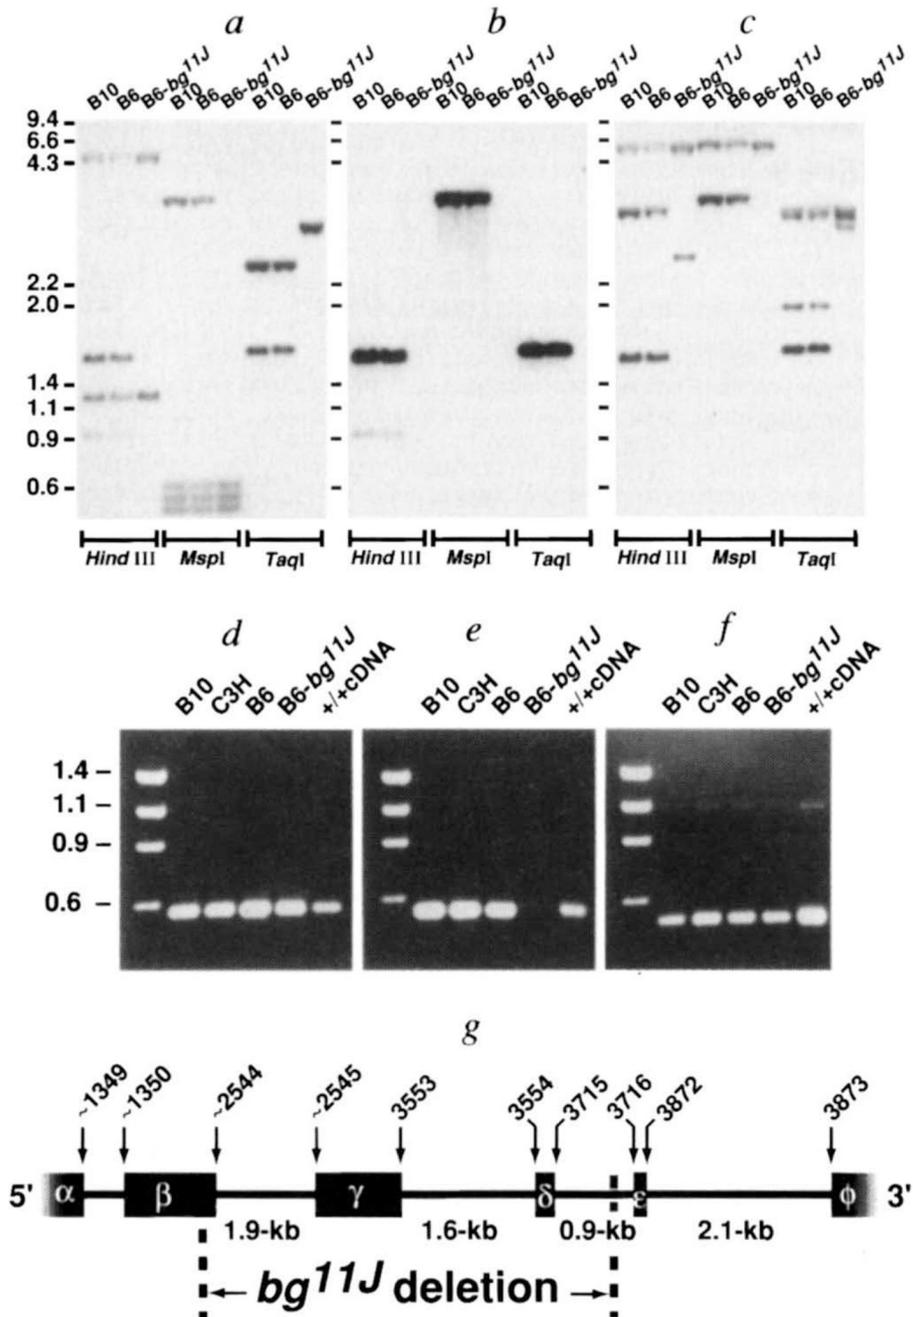 a b c
B10 B6 B6-bg11J B10 B6 B6-bg11J B10 B6 B6-bg11J
B10 B6 B6-bg11J B10 B6 B6-bg11J B10 B6 B6-bg11J
B10 B6 B6-bg11J B10 B6 B6-bg11J B10 B6 B6-bg11J
9.4
6.6
4.3
2.2
2.0
1.4
1.1
0.9
0.6
Hind III MspI TaqI Hind III MspI TaqI Hind III MspI TaqI
d e f
B10 C3H B6 B6-bg11J +/+cDNA
B10 C3H B6 B6-bg11J +/+cDNA
B10 C3H B6 B6-bg11J +/+cDNA
1.4
1.1
0.9
0.6
g
~1349 ~1350 ~2544 ~2545 3553 3554 3715 3716 3872 3873
5' α β γ δ ε ϕ 3'
1.9-kb 1.6-kb 0.9-kb 2.1-kb
bg11J deletion